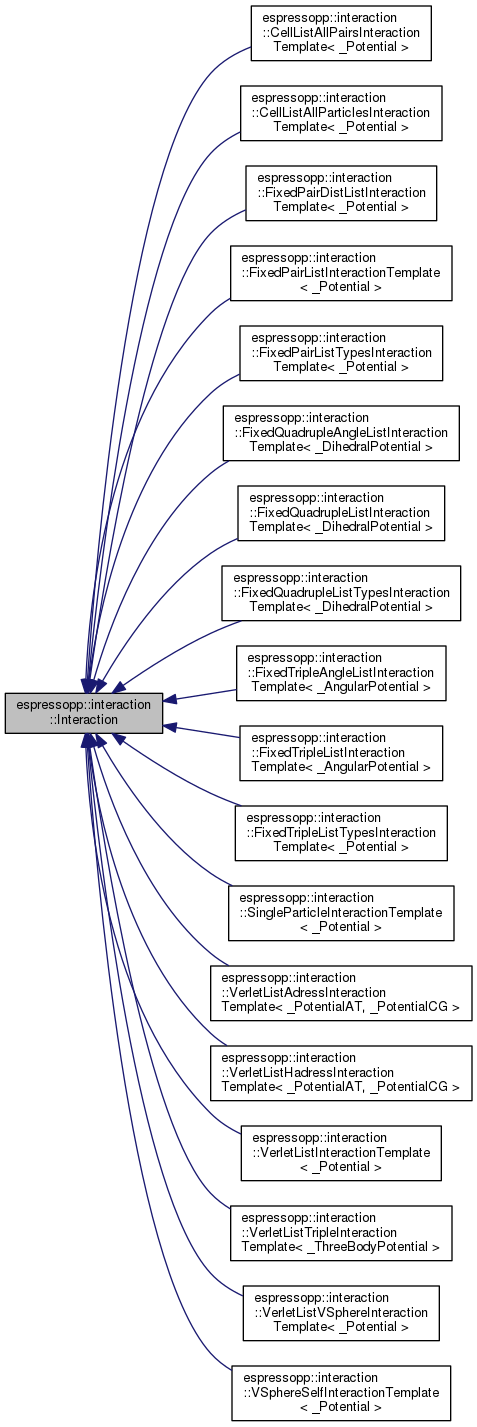 espressopp::interaction
::CellListAllPairsInteraction
Template< _Potential >
espressopp::interaction
::CellListAllParticlesInteraction
Template< _Potential >
espressopp::interaction
::FixedPairDistListInteraction
Template< _Potential >
espressopp::interaction
::FixedPairListInteractionTemplate
< _Potential >
espressopp::interaction
::FixedPairListTypesInteraction
Template< _Potential >
espressopp::interaction
::FixedQuadrupleAngleListInteraction
Template< _DihedralPotential >
espressopp::interaction
::FixedQuadrupleListInteraction
Template< _DihedralPotential >
espressopp::interaction
::FixedQuadrupleListTypesInteraction
Template< _DihedralPotential >
espressopp::interaction
::FixedTripleAngleListInteraction
Template< _AngularPotential >
espressopp::interaction
::Interaction
espressopp::interaction
::FixedTripleListInteraction
Template< _AngularPotential >
espressopp::interaction
::FixedTripleListTypesInteraction
Template< _Potential >
espressopp::interaction
::SingleParticleInteractionTemplate
< _Potential >
espressopp::interaction
::VerletListAdressInteraction
Template< _PotentialAT, _PotentialCG >
espressopp::interaction
::VerletListHadressInteraction
Template< _PotentialAT, _PotentialCG >
espressopp::interaction
::VerletListInteractionTemplate
< _Potential >
espressopp::interaction
::VerletListTripleInteraction
Template< _ThreeBodyPotential >
espressopp::interaction
::VerletListVSphereInteraction
Template< _Potential >
espressopp::interaction
::VSphereSelfInteractionTemplate
< _Potential >